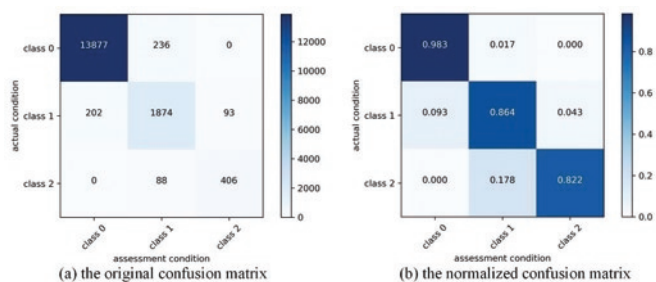 class 0
class 1
class 2
actual condition
13877 236 0
202 1874 93
0 88 406
class 0 class 1 class 2
assessment condition
12000
10000
8000
6000
4000
2000
0
(a) the original confusion matrix
class 0
class 1
class 2
actual condition
0.983 0.017 0.000
0.093 0.864 0.043
0.000 0.178 0.822
class 0 class 1 class 2
assessment condition
0.8
0.6
0.4
0.2
0.0
(b) the normalized confusion matrix